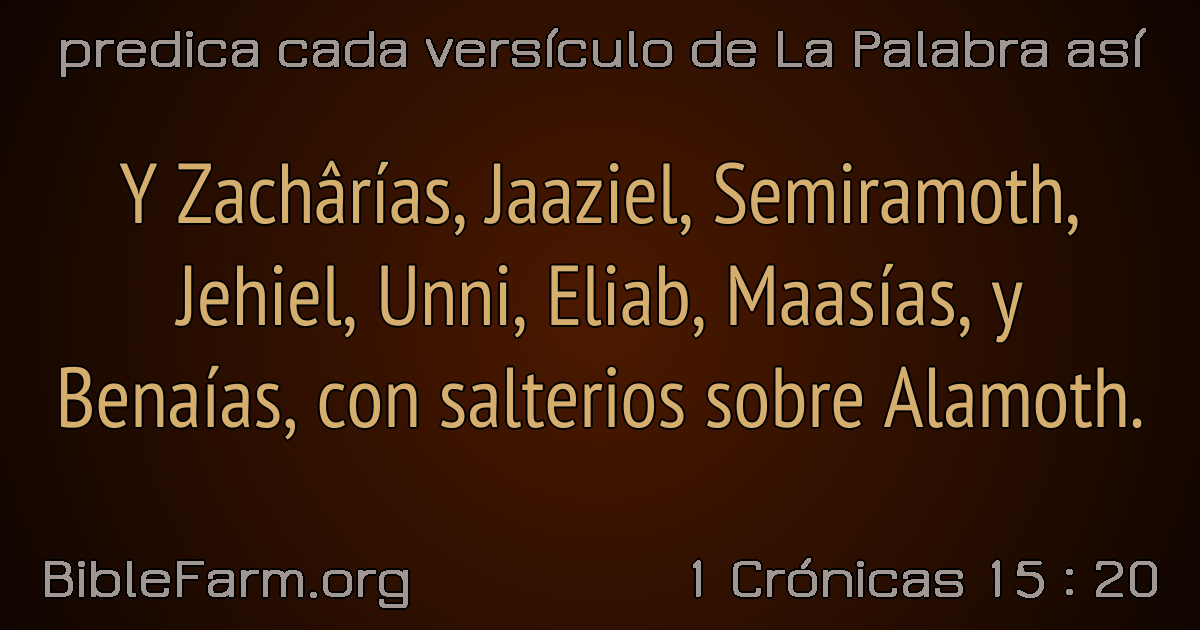 predica cada versículo de La Palabra así
Y Zachârías, Jaaziel, Semiramoth,
Jehiel, Unni, Eliab, Maasías, y
Benaías, con salterios sobre Alamoth.
BibleFarm.org
1 Crónicas 15 : 20